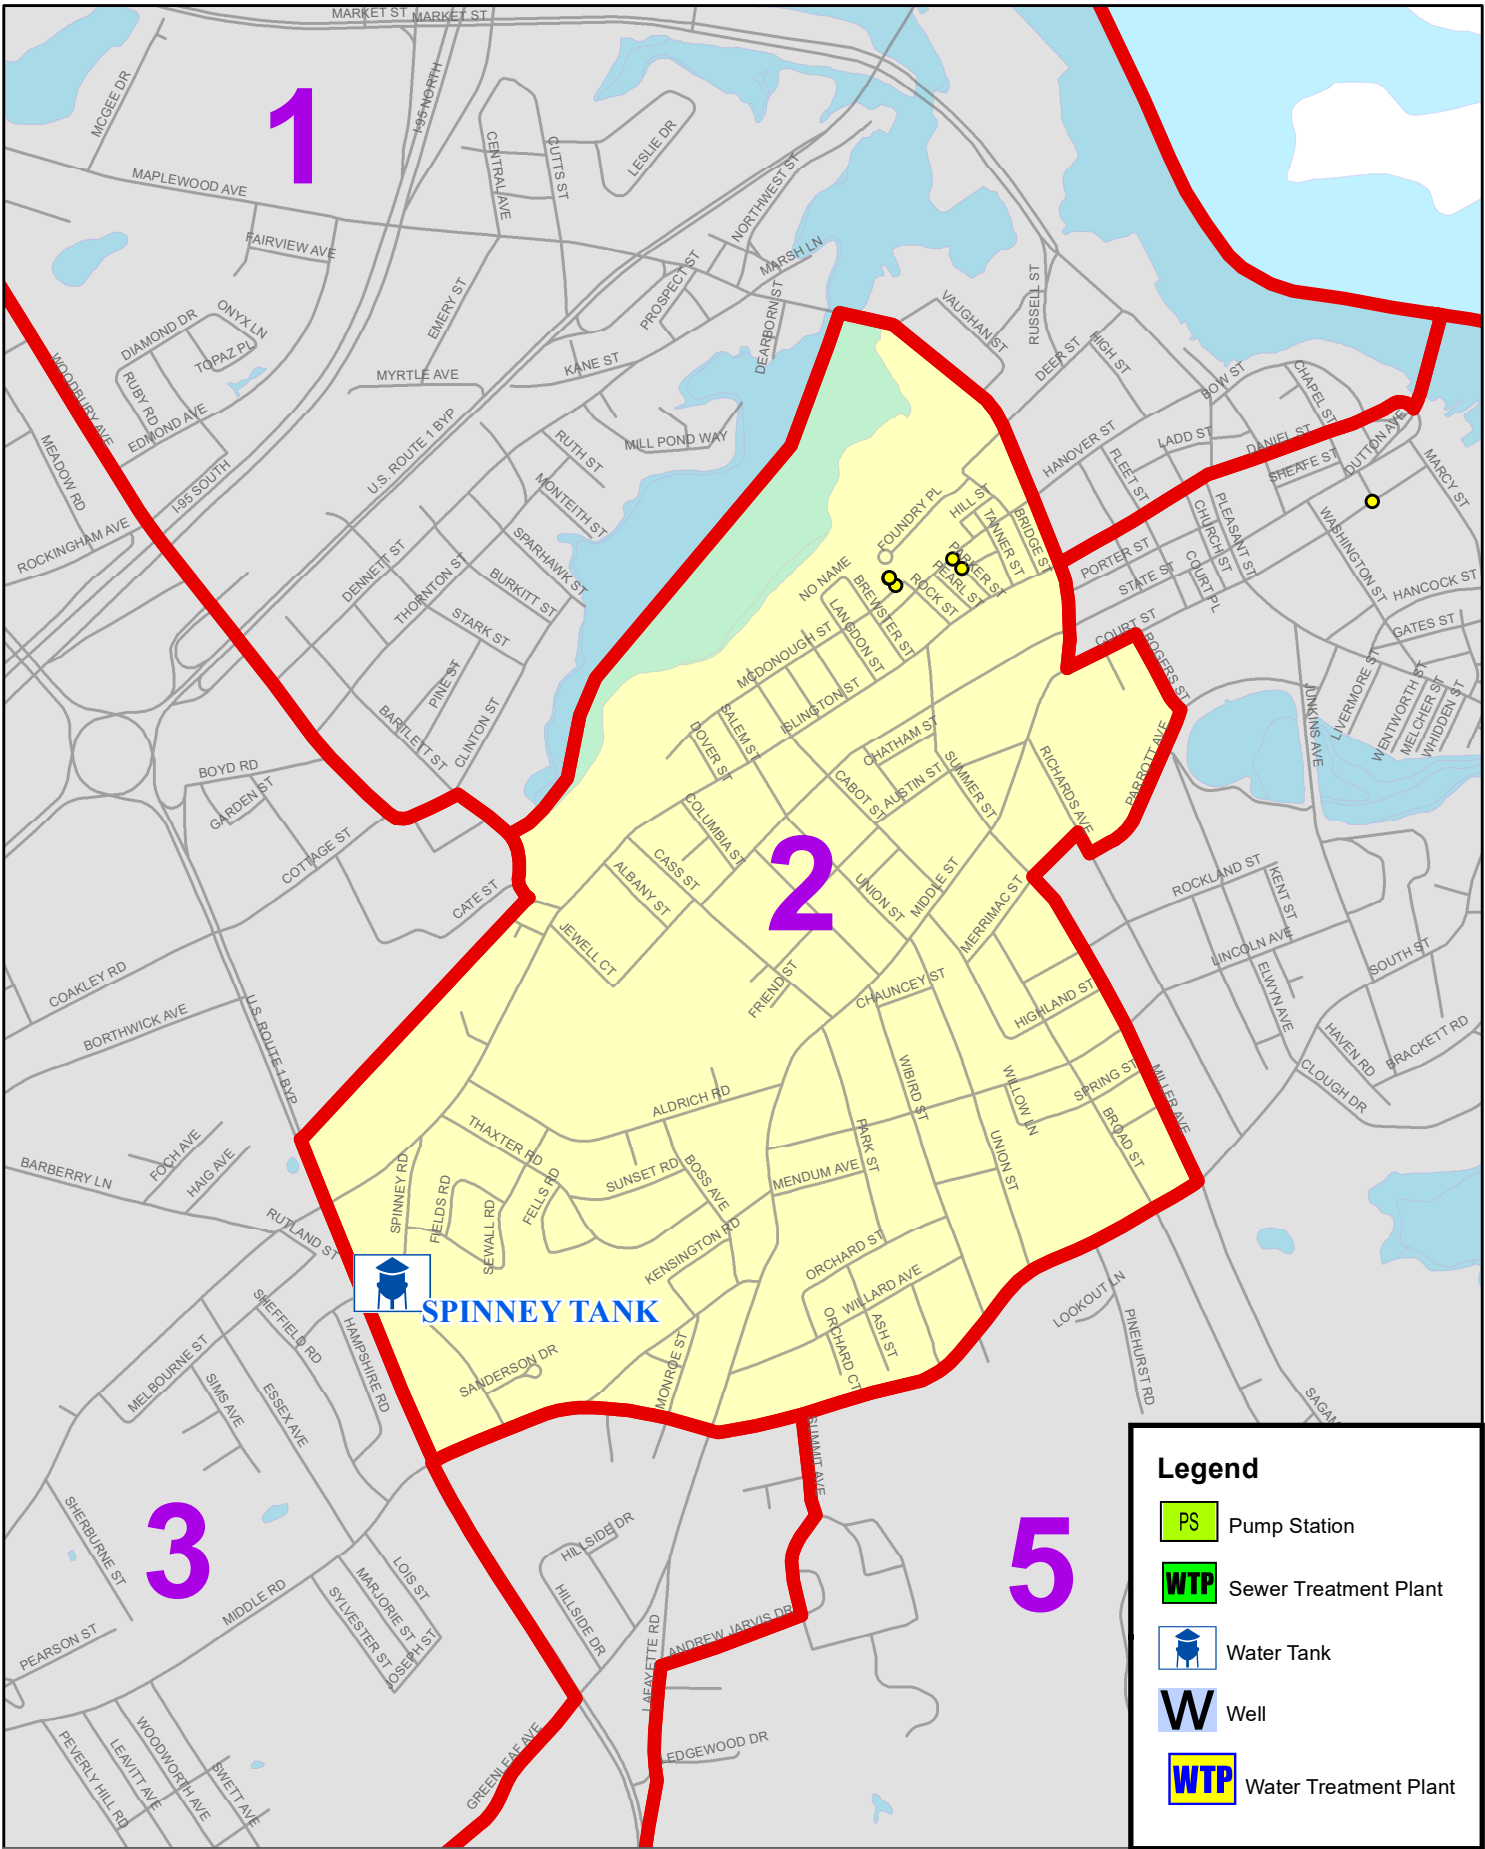 MARKET ST
MARKET ST
MCGEE DR
1
I-95 NORTH
CENTRAL AVE
CUTTS ST
LESLIE DR
MAPLEWOOD AVE
FAIRVIEW AVE
NORTHWEST ST
MARSH LN
PROSPECT ST
DEARBORN ST
EMERY ST
ONYX LN
DIAMOND DR
TOPAZ PL
RUBY RD
EDMOND AVE
WOODBURY AVE
MYRTLE AVE
KANE ST
VAUGHAN ST
RUSSELL ST
DEER ST
HIGH ST
BOW ST
CHAPEL ST
U.S. ROUTE 1 BYP
MILL POND WAY
RUTH ST
MONTEITH ST
MEADOW RD
I-95 SOUTH
ROCKINGHAM AVE
HANOVER ST
LADD ST
DANIEL ST
SHEAFE ST
DUTTON AVE
MARCY ST
FLEET ST
FOUNDRY PL
HILL ST
TANNER ST
BRIDGE ST
PLEASANT ST
CHURCH ST
COURT PL
WASHINGTON ST
SPARHAWK ST
BURKITT ST
DENNETT ST
THORNTON ST
STARK ST
NO NAME
BREWSTER ST
LANGDON ST
ROCK ST
PEARL ST
PARKER ST
PORTER ST
STATE ST
HANCOCK ST
GATES ST
COURT ST
ROGERS ST
MCDONOUGH ST
ISLINGTON ST
PINE ST
BARTLETT ST
CLINTON ST
SALEM ST
DOVER ST
CHATHAM ST
CABOT ST
AUSTIN ST
SUMMER ST
RICHARDS AVE
PARROTT AVE
JUNKINS AVE
LIVERMORE ST
WENTWORTH ST
MELCHER ST
WHIDDEN ST
BOYD RD
GARDEN ST
COTTAGE ST
CATE ST
COLUMBIA ST
CASS ST
ALBANY ST
JEWELL CT
2
UNION ST
MIDDLE ST
MERRIMAC ST
ROCKLAND ST
KENT ST
LINCOLN AVE
SOUTH ST
ELWYN AVE
COAKLEY RD
BORTHWICK AVE
U.S. ROUTE 1 BYP
FRIEND ST
CHAUNCEY ST
HIGHLAND ST
HAVEN RD
BRACKETT RD
CLOUGH DR
WIBIRD ST
WILLOW LN
SPRING ST
MILLER AVE
BROAD ST
ALDRICH RD
THAXTER RD
PARK ST
UNION ST
FOCH AVE
HAIG AVE
BARBERRY LN
RUTLAND ST
SPINNEY RD
FIELDS RD
SEWALL RD
FELLS RD
SUNSET RD
BOSS AVE
MENDUM AVE
KENSINGTON RD
ORCHARD ST
WILLARD AVE
ORCHARD CT
ASH ST
LOOKOUT LN
PINEHURST RD
SPINNEY TANK
SHEFFIELD RD
HAMPSHIRE RD
MELBOURNE ST
SIMS AVE
ESSEX AVE
SANDERSON DR
MONROE ST
SUMMIT AVE
SAGAM
3
SHERBURNE ST
MIDDLE RD
PEARSON ST
LOIS ST
MARJORIE ST
SYLVESTER ST
JOSEPH ST
HILLSIDE DR
HILLSIDE DR
LAFAYETTE RD
ANDREW JARVIS DR
5
EDGEWOOD DR
GREENLEAF AVE
PEVERLY HILL RD
LEAVITT AVE
WOODWORTH AVE
SWETT AVE
Legend
PS Pump Station
WTP Sewer Treatment Plant
Water Tank
W Well
WTP Water Treatment Plant